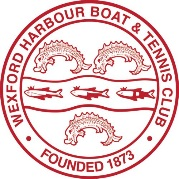 WEXFORD HARBOUR BOAT & TENNIS CLUB
• FOUNDED 1873 •